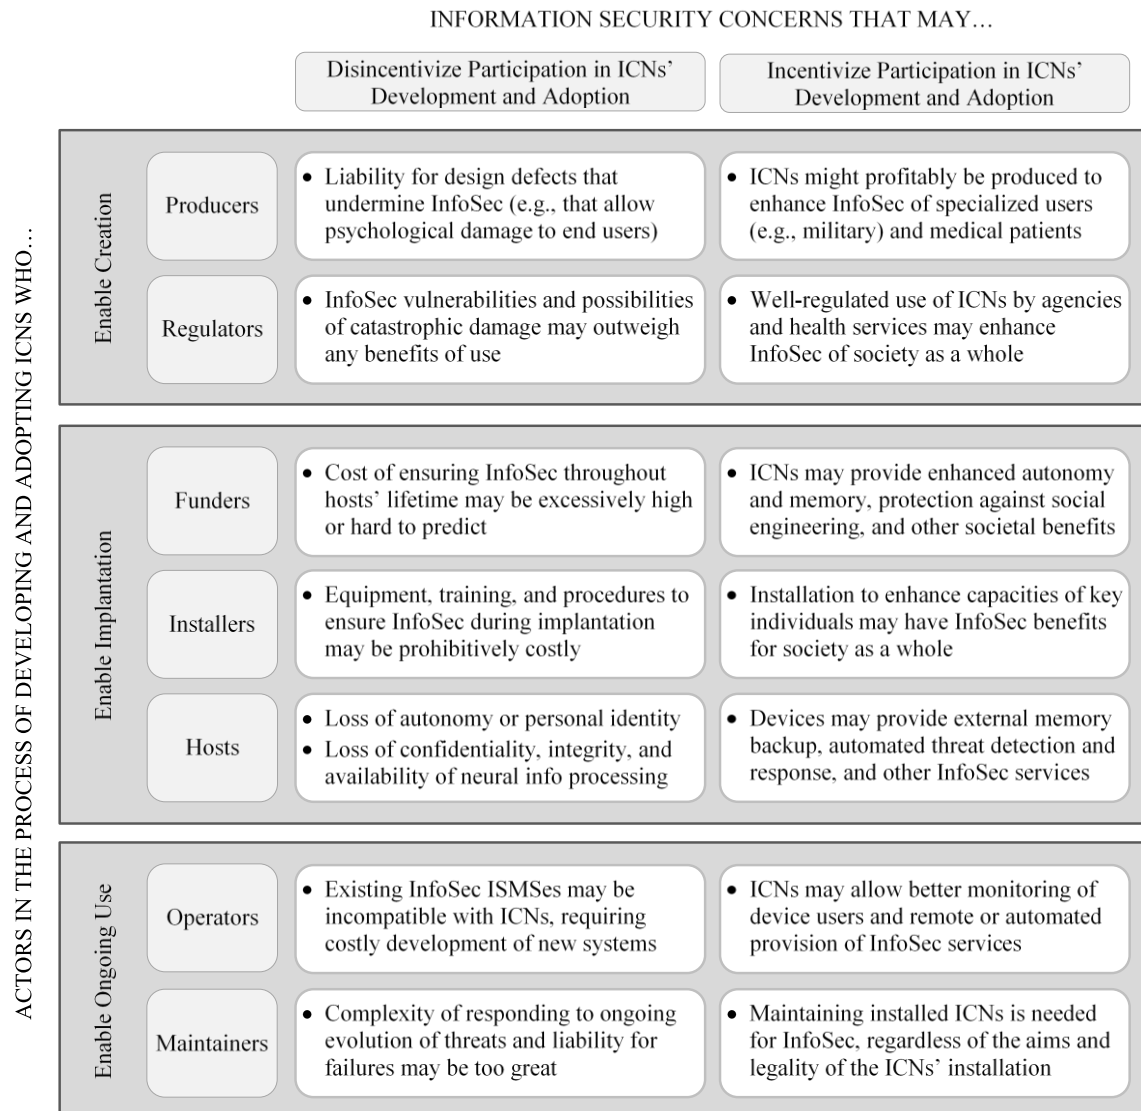 INFORMATION SECURITY CONCERNS THAT MAY…
Disincentivize Participation in ICNs’
Development and Adoption
Incentivize Participation in ICNs’
Development and Adoption
ACTORS IN THE PROCESS OF DEVELOPING AND ADOPTING ICNS WHO…
Enable Creation
Producers
• Liability for design defects that
undermine InfoSec (e.g., that allow
psychological damage to end users)
• ICNs might profitably be produced to
enhance InfoSec of specialized users
(e.g., military) and medical patients
Regulators
• InfoSec vulnerabilities and possibilities
of catastrophic damage may outweigh
any benefits of use
• Well-regulated use of ICNs by agencies
and health services may enhance
InfoSec of society as a whole
Enable Implantation
Funders
• Cost of ensuring InfoSec throughout
hosts’ lifetime may be excessively high
or hard to predict
• ICNs may provide enhanced autonomy
and memory, protection against social
engineering, and other societal benefits
Installers
• Equipment, training, and procedures to
ensure InfoSec during implantation
may be prohibitively costly
• Installation to enhance capacities of key
individuals may have InfoSec benefits
for society as a whole
Hosts
• Loss of autonomy or personal identity
• Loss of confidentiality, integrity, and
availability of neural info processing
• Devices may provide external memory
backup, automated threat detection and
response, and other InfoSec services
Enable Ongoing Use
Operators
• Existing InfoSec ISMSes may be
incompatible with ICNs, requiring
costly development of new systems
• ICNs may allow better monitoring of
device users and remote or automated
provision of InfoSec services
Maintainers
• Complexity of responding to ongoing
evolution of threats and liability for
failures may be too great
• Maintaining installed ICNs is needed
for InfoSec, regardless of the aims and
legality of the ICNs’ installation